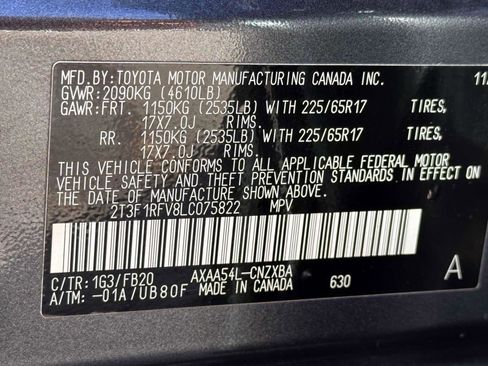 MFD.BY: TOYOTA MOTOR MANUFACTURING CANADA INC. 11
GVWR: 2090KG (4610LB)
GAWR: FRT. 1150KG (2535LB) WITH 225/65R17 TIRES,
17X7.0J RIMS.
RR. 1150KG (2535LB) WITH 225/65R17 TIRES,
17X7.0J RIMS.
THIS VEHICLE CONFORMS TO ALL APPLICABLE FEDERAL MOTOR
VEHICLE SAFETY AND THEFT PREVENTION STANDARDS IN EFFECT ON
THE DATE OF MANUFACTURE SHOWN ABOVE.
2T3F1RFV8LC075822 MPV
C/TR: 1G3/FB20 AXAA54L-CNZXBA A
A/TM: -01A/UB80F MADE IN CANADA 630